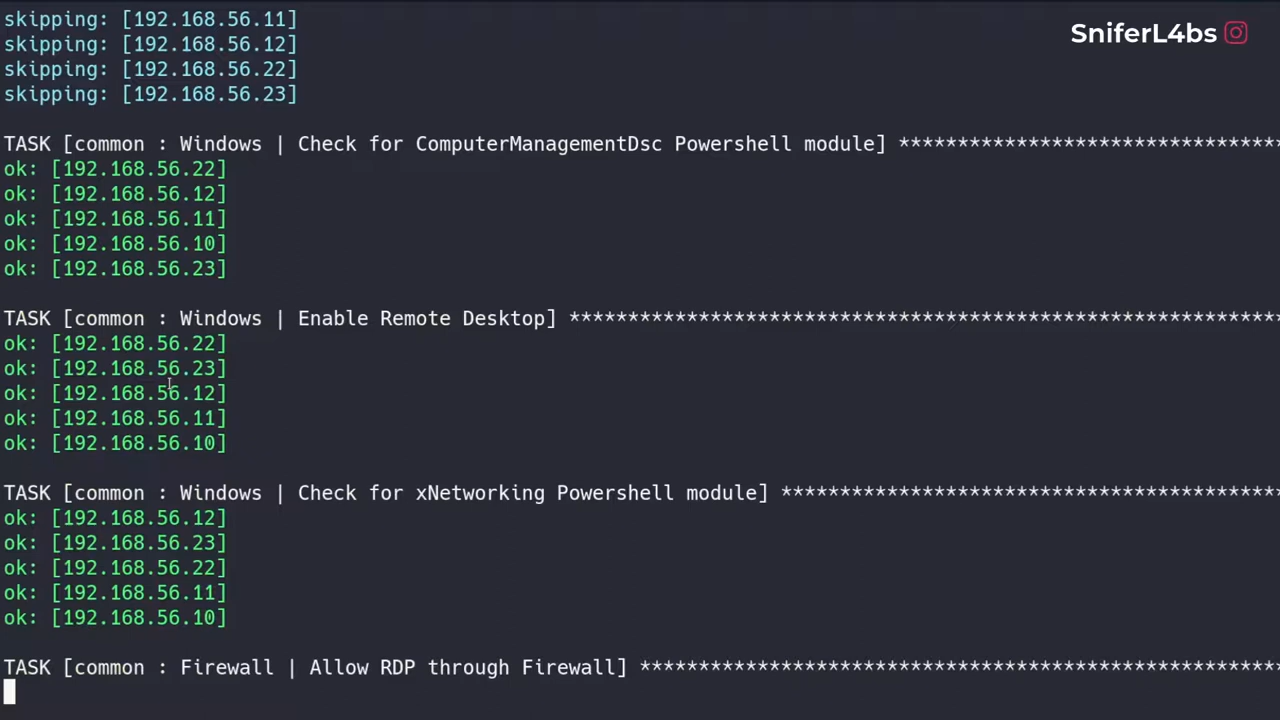 skipping: [192.168.56.11]
SniferL4bs
skipping: [192.168.56.12]
skipping: [192.168.56.22]
skipping: [192.168.56.23]
TASK [common : Windows | Check for ComputerManagementDsc Powershell module] *********************************
ok: [192.168.56.22]
ok: [192.168.56.12]
ok: [192.168.56.11]
ok: [192.168.56.10]
ok: [192.168.56.23]
TASK [common : Windows | Enable Remote Desktop] *************************************************************
ok: [192.168.56.22]
ok: [192.168.56.23]
ok: [192.168.56.12]
ok: [192.168.56.11]
ok: [192.168.56.10]
TASK [common : Windows | Check for xNetworking Powershell module] *******************************************
ok: [192.168.56.12]
ok: [192.168.56.23]
ok: [192.168.56.22]
ok: [192.168.56.11]
ok: [192.168.56.10]
TASK [common : Firewall | Allow RDP through Firewall] *******************************************************